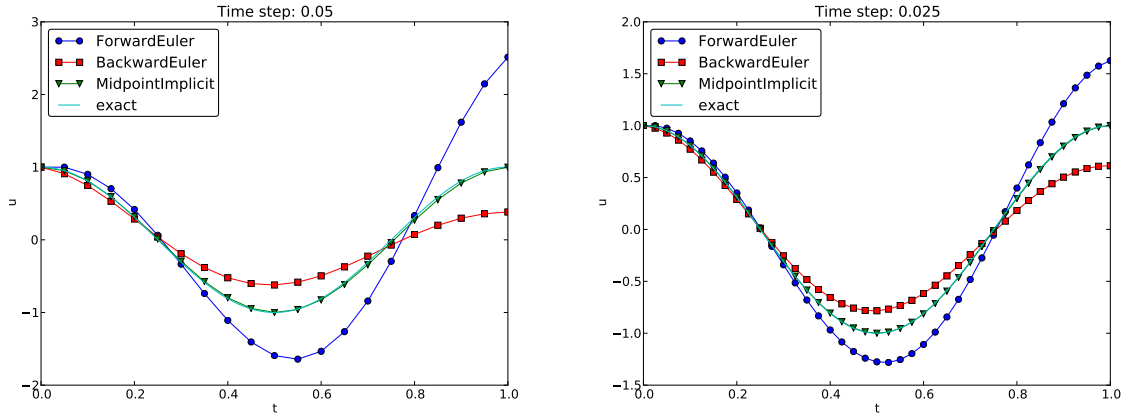 Time step: 0.05
3
2
1
0
−1
−2
u
ForwardEuler
BackwardEuler
MidpointImplicit
exact
0.0 0.2 0.4 0.6 0.8 1.0
t
Time step: 0.025
2.0
1.5
1.0
0.5
0.0
−0.5
−1.0
−1.5
u
ForwardEuler
BackwardEuler
MidpointImplicit
exact
0.0 0.2 0.4 0.6 0.8 1.0
t